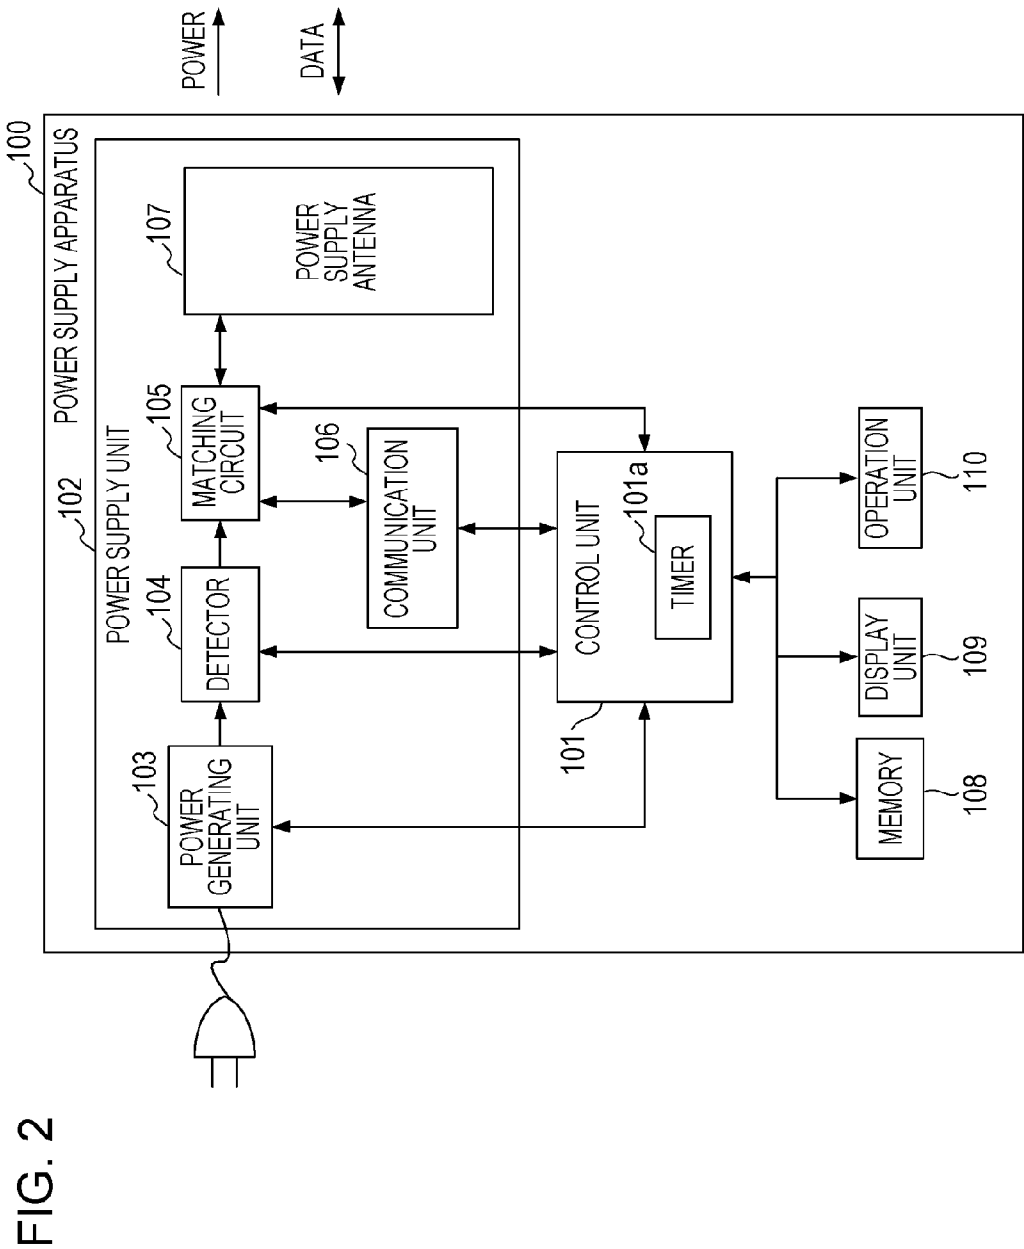 FIG. 2
100
POWER SUPPLY APPARATUS
102
POWER SUPPLY UNIT
103
POWER
GENERATING
UNIT
104
DETECTOR
105
MATCHING
CIRCUIT
107
POWER
SUPPLY
ANTENNA
POWER
DATA
106
COMMUNICATION
UNIT
101
CONTROL UNIT
101a
TIMER
MEMORY
108
DISPLAY
UNIT
109
OPERATION
UNIT
110